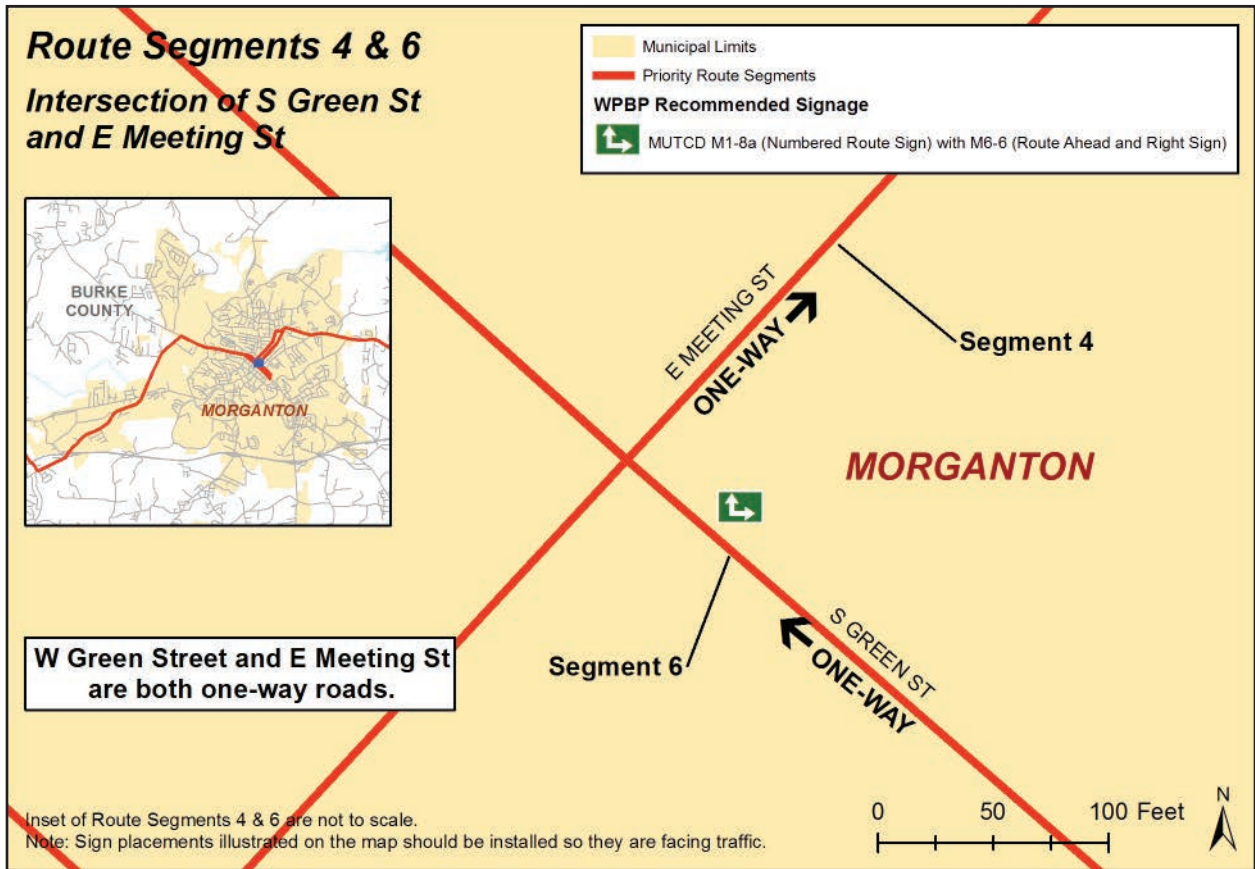 Route Segments 4 & 6
Intersection of S Green St
and E Meeting St
Municipal Limits
Priority Route Segments
WPBP Recommended Signage
MUTCD M1-8a (Numbered Route Sign) with M6-6 (Route Ahead and Right Sign)
BURKE
COUNTY
MORGANTON
E MEETING ST
ONE-WAY
Segment 4
MORGANTON
S GREEN ST
ONE-WAY
Segment 6
W Green Street and E Meeting St
are both one-way roads.
Inset of Route Segments 4 & 6 are not to scale.
Note: Sign placements illustrated on the map should be installed so they are facing traffic.
0 50 100 Feet
N